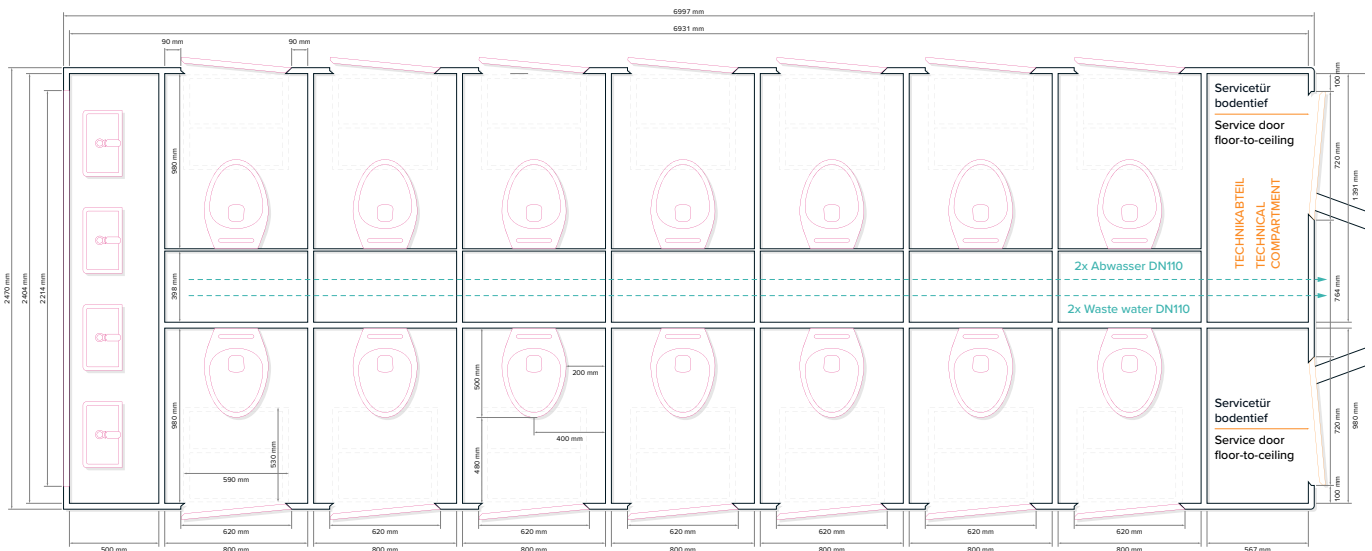 6997 mm
6931 mm
90 mm
90 mm
2470 mm
2404 mm
2214 mm
980 mm
398 mm
980 mm
Servicetür
bodentief
Service door
floor-to-ceiling
TECHNIKABTEIL
TECHNICAL
COMPARTMENT
100 mm
720 mm
1391 mm
764 mm
2x Abwasser DN110
2x Waste water DN110
500 mm
200 mm
400 mm
480 mm
530 mm
590 mm
Servicetür
bodentief
Service door
floor-to-ceiling
720 mm
980 mm
100 mm
620 mm
620 mm
620 mm
620 mm
620 mm
620 mm
620 mm
500 mm
800 mm
800 mm
800 mm
800 mm
800 mm
800 mm
800 mm
567 mm